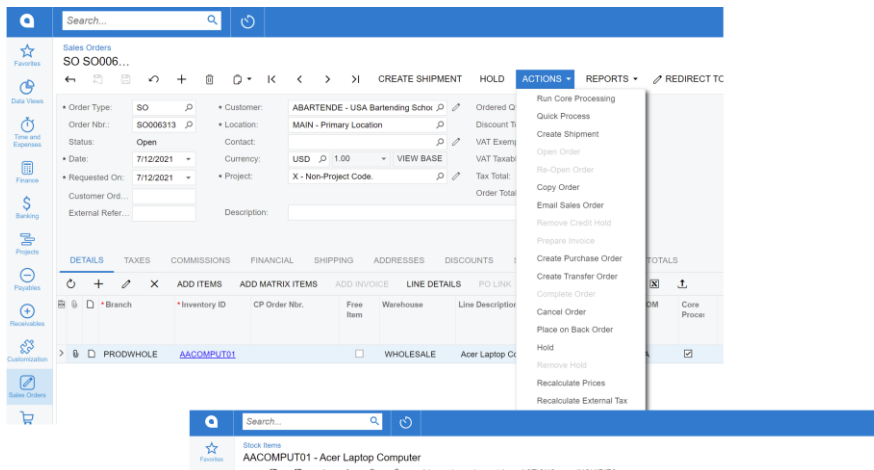 Search...
Favorites
Data Views
Time and Expenses
Finance
Banking
Projects
Payables
Receivables
Customization
Sales Orders
Sales Orders
SO SO006...
CREATE SHIPMENT HOLD ACTIONS REPORTS REDIRECT TO
Order Type: SO Customer: ABARTENDE - USA Bartending School Ordered Q
Order Nbr.: SO006313 Location: MAIN - Primary Location Discount T
Status: Open Contact: VAT Exemp
Date: 7/12/2021 Currency: USD 1.00 VIEW BASE VAT Taxabl
Requested On: 7/12/2021 Project: X - Non-Project Code. Tax Total:
Customer Ord... Order Total
External Refer... Description:
Run Core Processing
Quick Process
Create Shipment
Open Order
Re-Open Order
Copy Order
Email Sales Order
Remove Credit Hold
Prepare Invoice
Create Purchase Order
Create Transfer Order
Complete Order
Cancel Order
Place on Back Order
Hold
Remove Hold
Recalculate Prices
Recalculate External Tax
DETAILS TAXES COMMISSIONS FINANCIAL SHIPPING ADDRESSES DISCOUNTS TOTALS
ADD ITEMS ADD MATRIX ITEMS ADD INVOICE LINE DETAILS PO LINK
*Branch *Inventory ID CP Order Nbr. Free Item Warehouse Line Description OM Core Proces
PRODWHOLE AACOMPUT01 WHOLESALE Acer Laptop Co
Search...
Favorites
Stock Items
AACOMPUT01 - Acer Laptop Computer